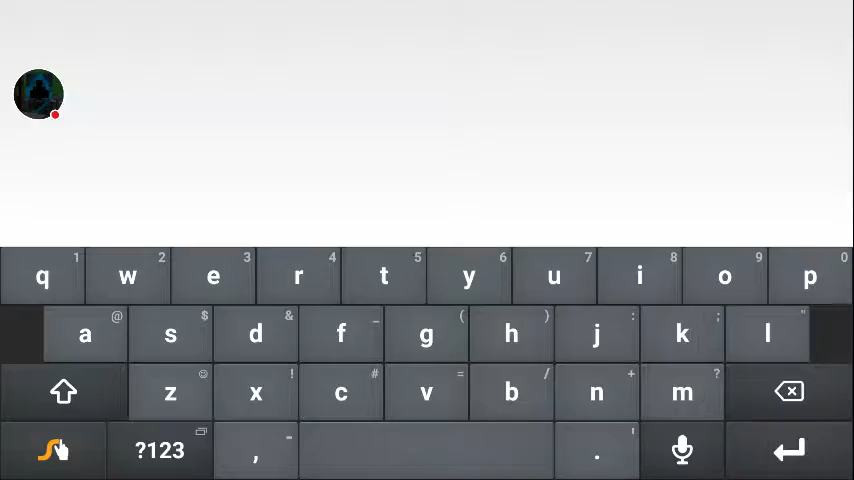 q 1 w 2 e 3 r 4 t 5 y 6 u 7 i 8 o 9 p 0
a @ s $ d & f _ g ( h ) j : k ; l "
z ☺ x ! c # v = b / n + m ?
?123 , - . '